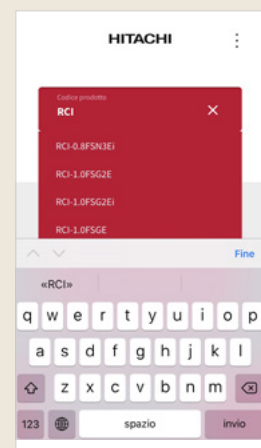 HITACHI
Codice prodotto
RCI
RCI-0.8FSN3Ei
RCI-1.0FSG2E
RCI-1.0FSG2Ei
RCI-1.0FSGE
Fine
«RCI»
q w e r t y u i o p
a s d f g h j k l
z x c v b n m
123 spazio invio